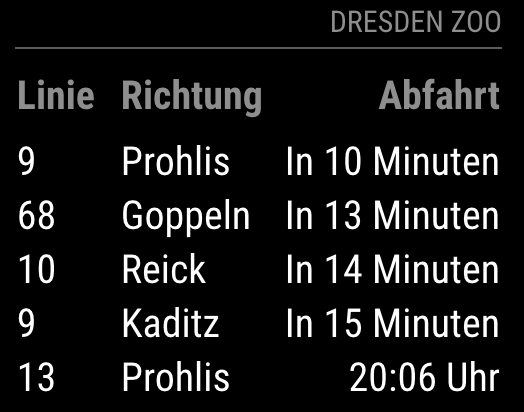 DRESDEN ZOO
Linie Richtung Abfahrt
9 Prohlis In 10 Minuten
68 Goppeln In 13 Minuten
10 Reick In 14 Minuten
9 Kaditz In 15 Minuten
13 Prohlis 20:06 Uhr